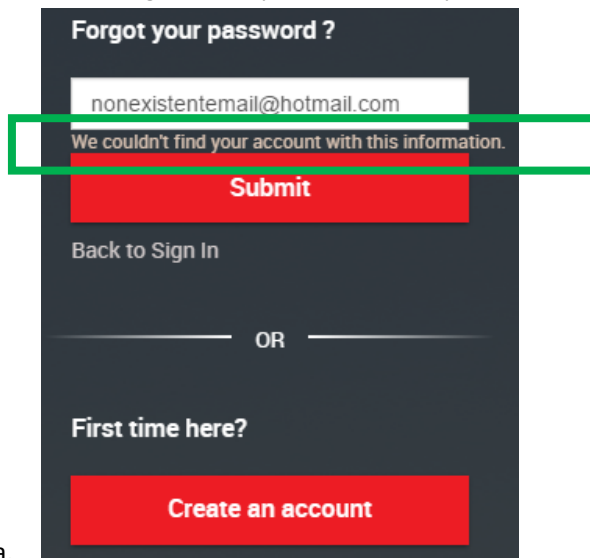 Forgot your password ?
nonexistentemail@hotmail.com
We couldn't find your account with this information.
Submit
Back to Sign In
OR
First time here?
Create an account